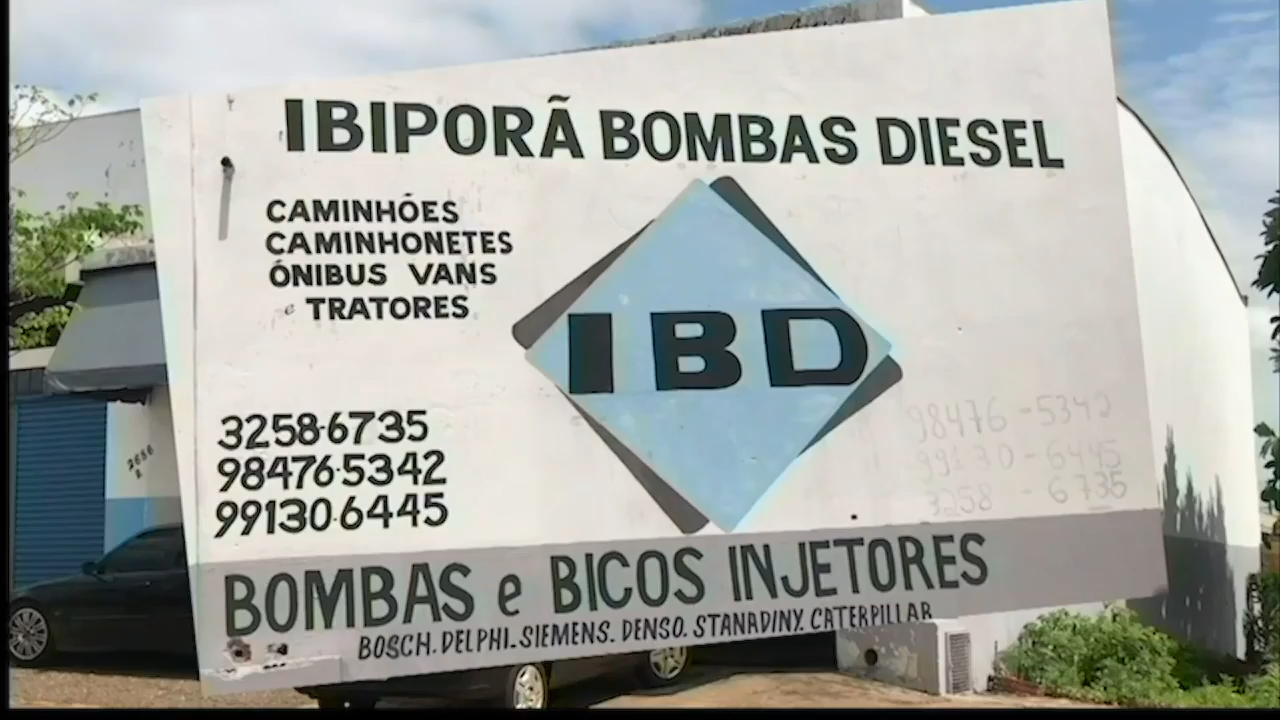 IBIPORÃ BOMBAS DIESEL
CAMINHÕES
CAMINHONETES
ÔNIBUS VANS
e TRATORES
IBD
3258-6735
98476-5342
99130-6445
98476-5342
99130-6445
3258 - 6735
BOMBAS e BICOS INJETORES
BOSCH. DELPHI. SIEMENS. DENSO. STANADINY. CATERPILLAR